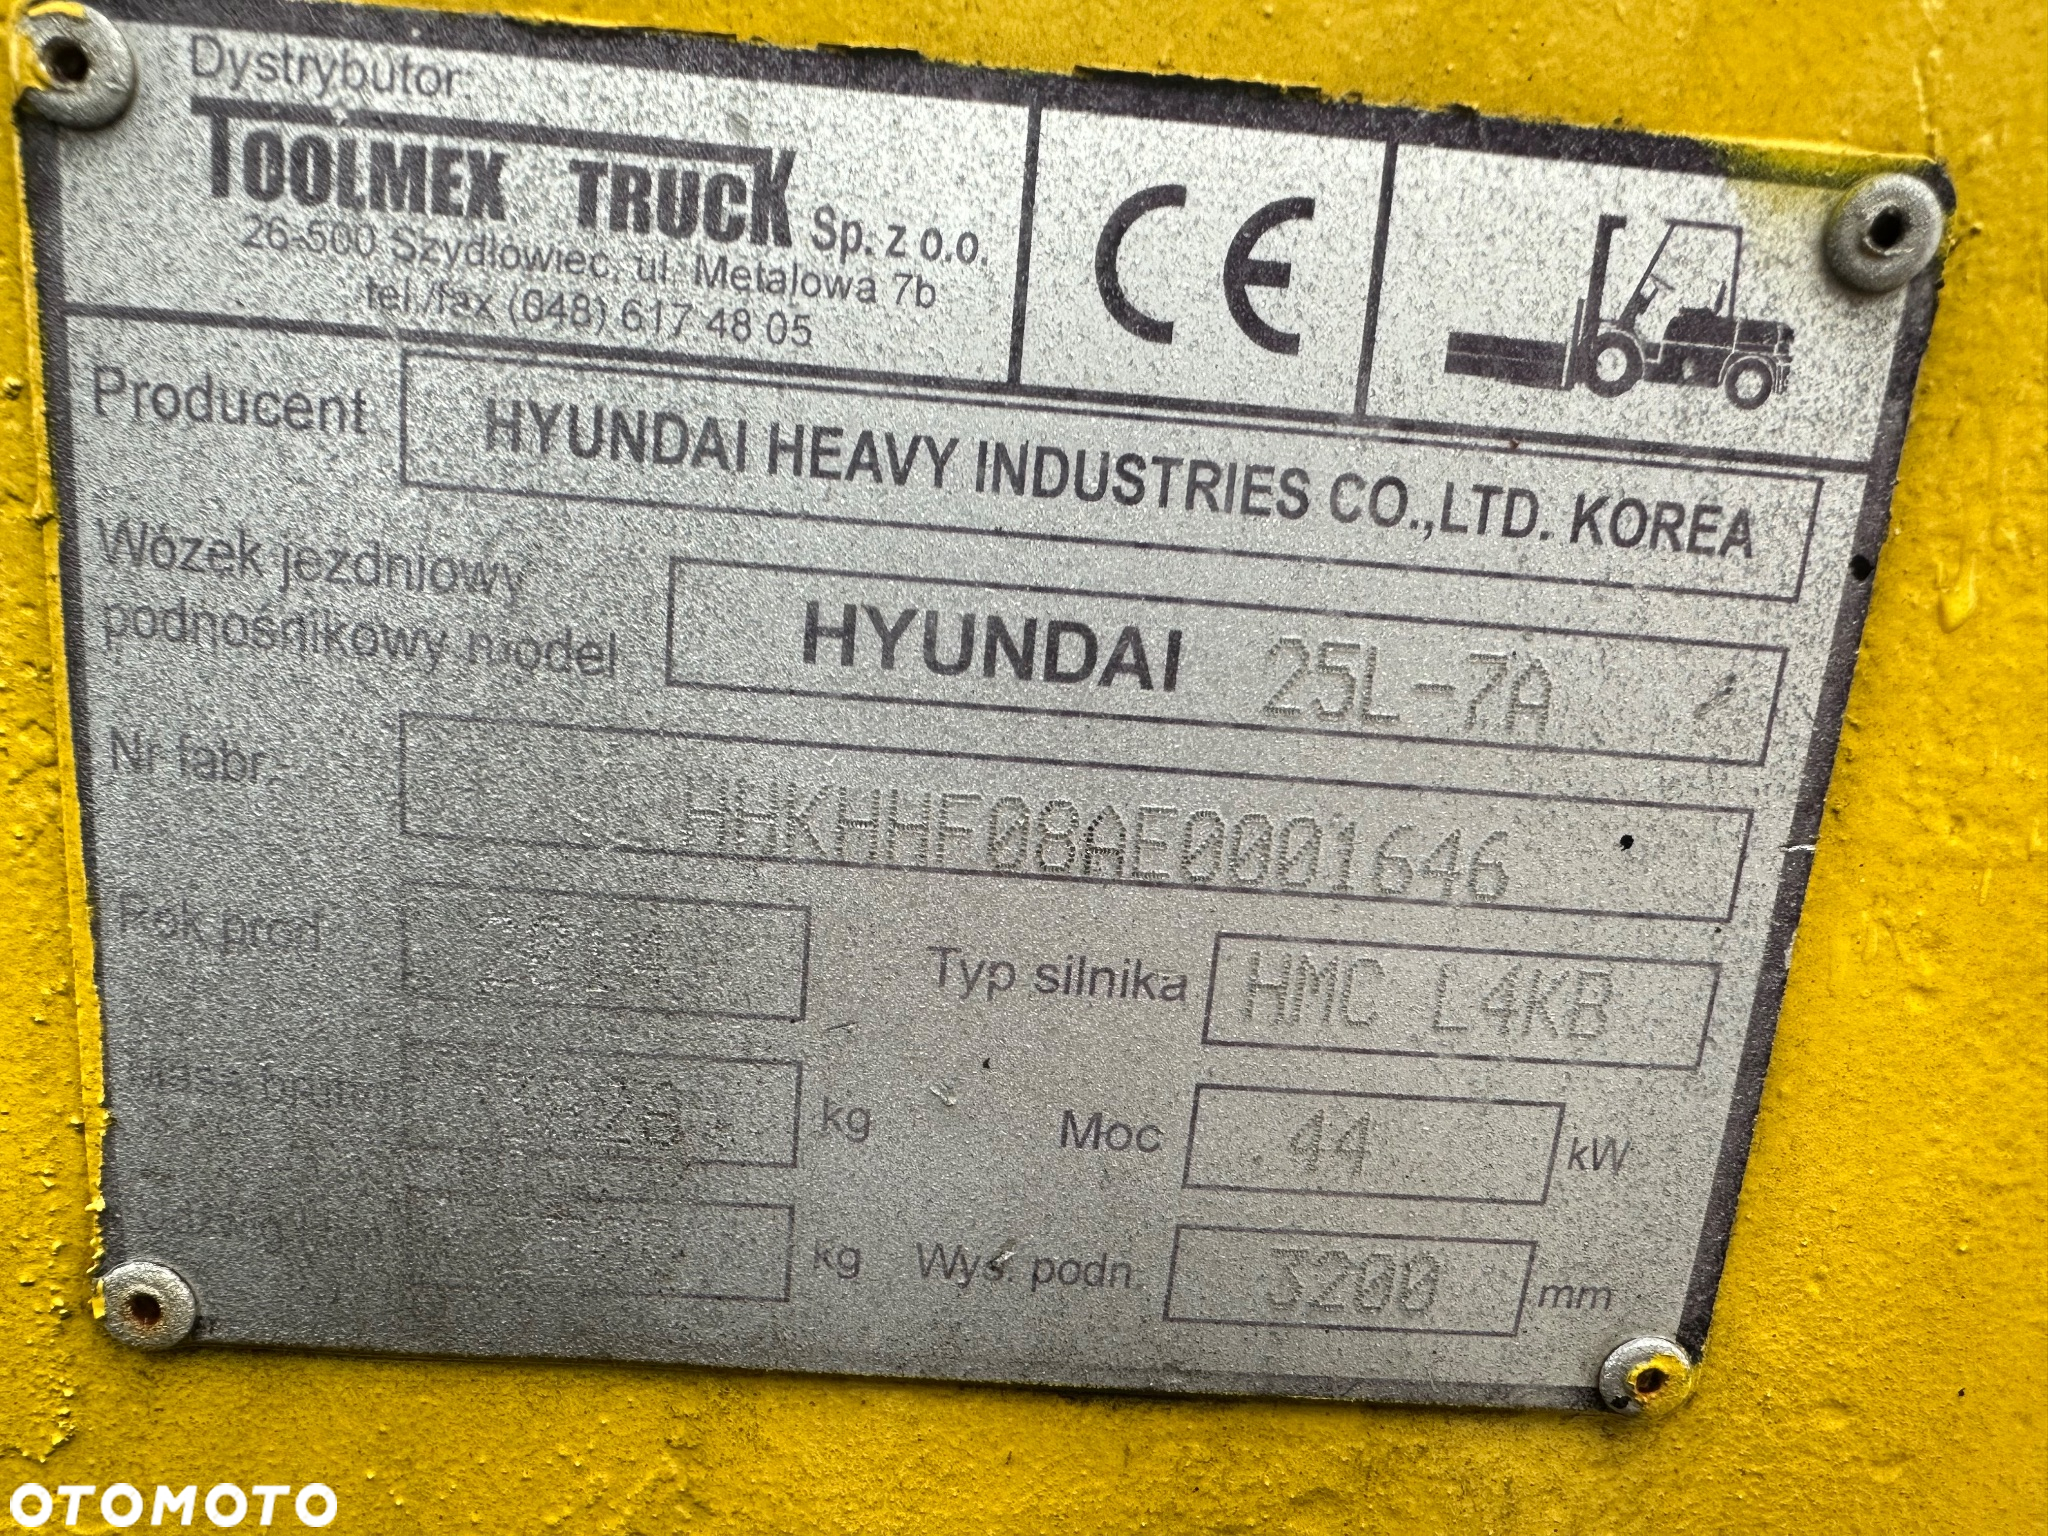 Dystrybutor:
TOOLMEX TRUCK Sp. z o.o.
26-500 Szydłowiec, ul. Metalowa 7b
tel./fax (048) 617 48 05
CE
Producent HYUNDAI HEAVY INDUSTRIES CO.,LTD. KOREA
Wózek jezdniowy
podnośnikowy model HYUNDAI 25L-7A
Nr fabr. HHKHHF08AE0001646
Rok prod. Typ silnika HMC L4KB
Masa kg Moc 44 kW
kg Wys. podn. 3200 mm
OTOMOTO